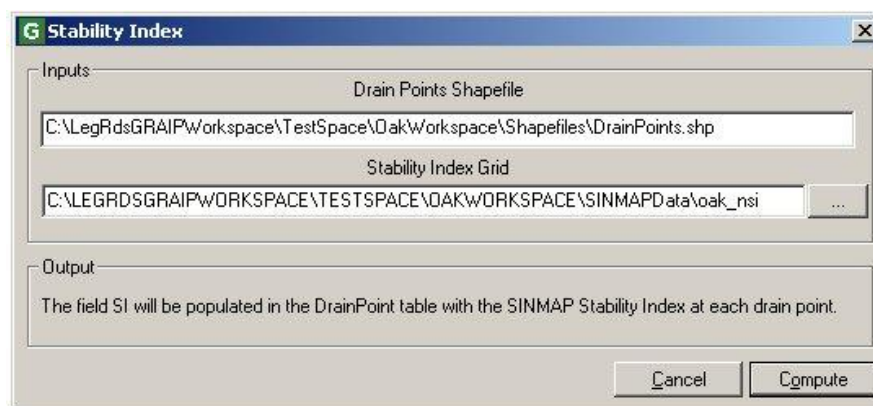 G Stability Index
Inputs
Drain Points Shapefile
C:\LegRdsGRAIPWorkspace\TestSpace\OakWorkspace\Shapefiles\DrainPoints.shp
Stability Index Grid
C:\LEGRDSGRAIPWORKSPACE\TESTSPACE\OAKWORKSPACE\SINMAPData\oak_nsi
...
Output
The field SI will be populated in the DrainPoint table with the SINMAP Stability Index at each drain point.
Cancel
Compute